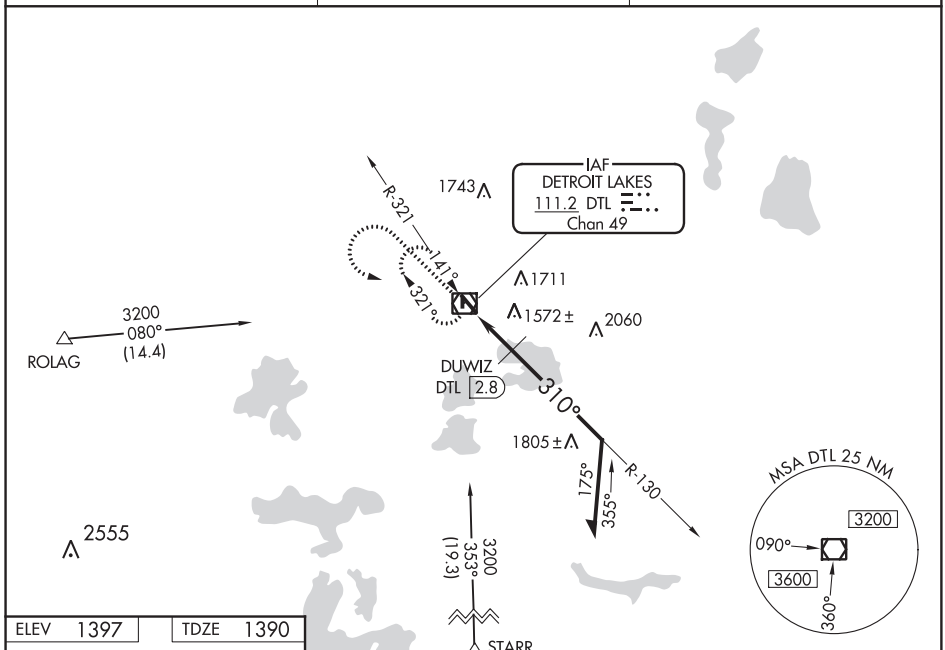 IAF
DETROIT LAKES
111.2 DTL
Chan 49
1743
R-321
141°
321°
1711
1572 ±
2060
3200
080°
(14.4)
ROLAG
DUWIZ
DTL 2.8
310°
1805 ±
R-130
175°
355°
MSA DTL 25 NM
3200
090°
3600
360°
2555
3200
353°
(19.3)
STARR
ELEV 1397
TDZE 1390